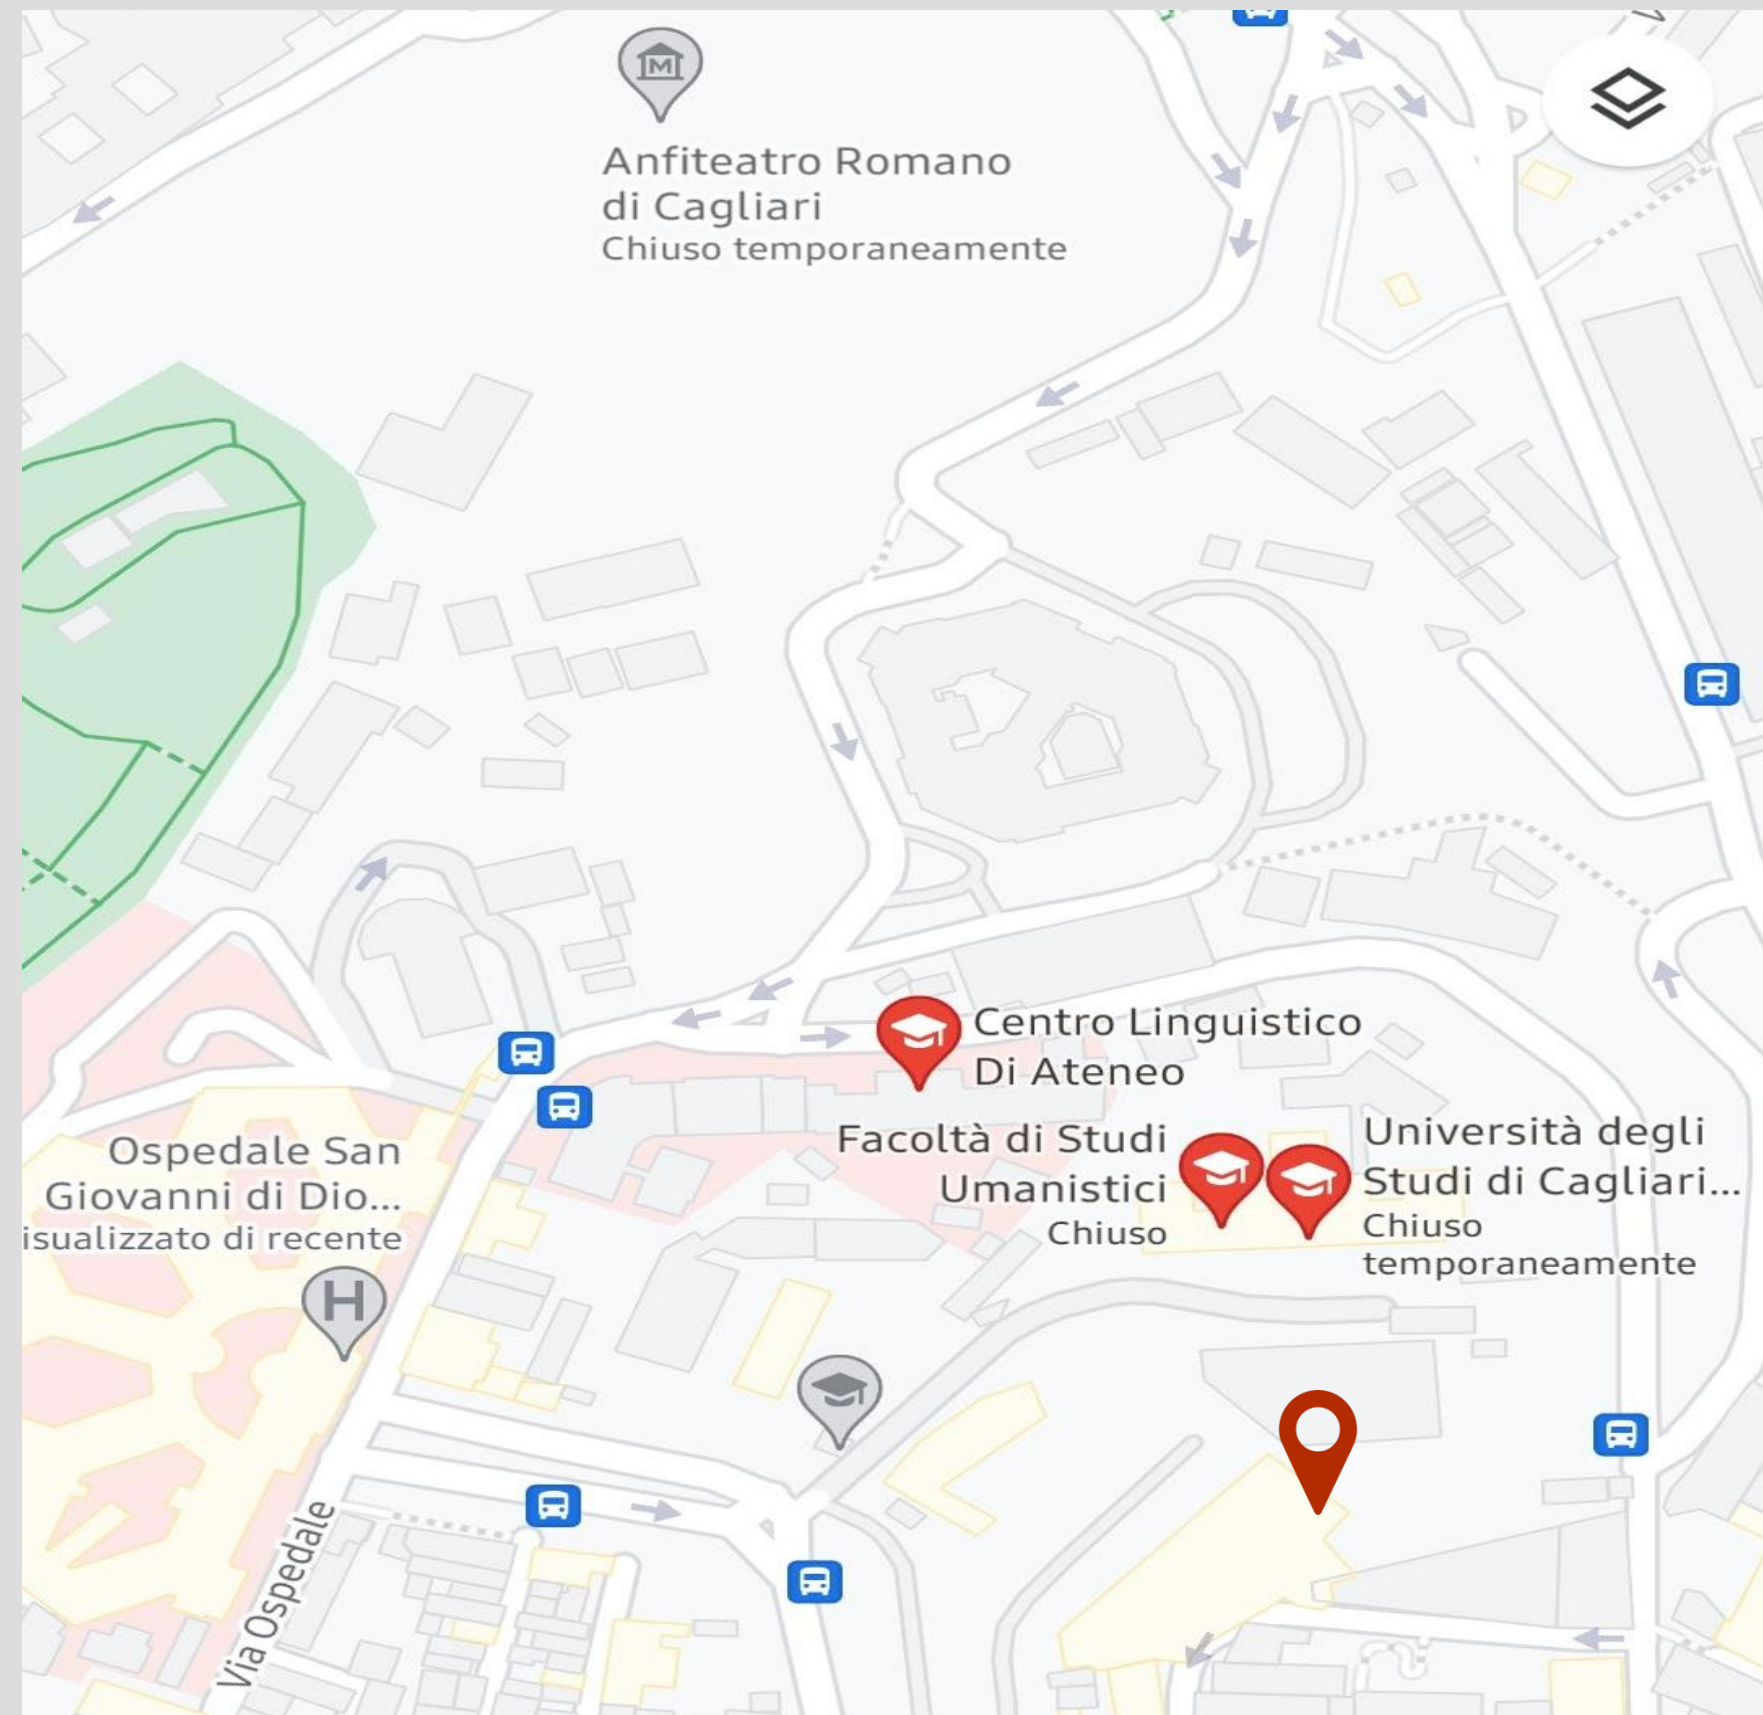 Anfiteatro Romano
di Cagliari
Chiuso temporaneamente
Centro Linguistico
Di Ateneo
Facoltà di Studi
Umanistici
Chiuso
Università degli
Studi di Cagliari...
Chiuso
temporaneamente
Ospedale San
Giovanni di Dio...
isualizzato di recente
H
Via Ospedale